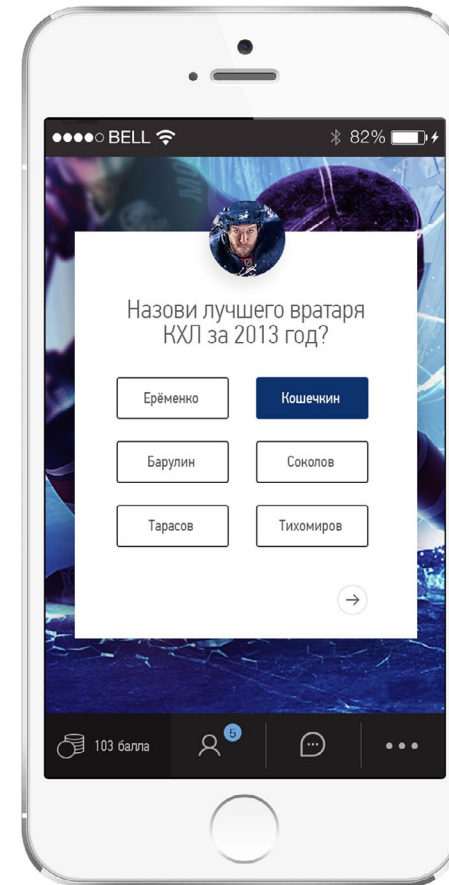 BELL
82%
Назови лучшего вратаря
КХЛ за 2013 год?
Ерёменко
Кошечкин
Барулин
Соколов
Тарасов
Тихомиров
103 балла
5